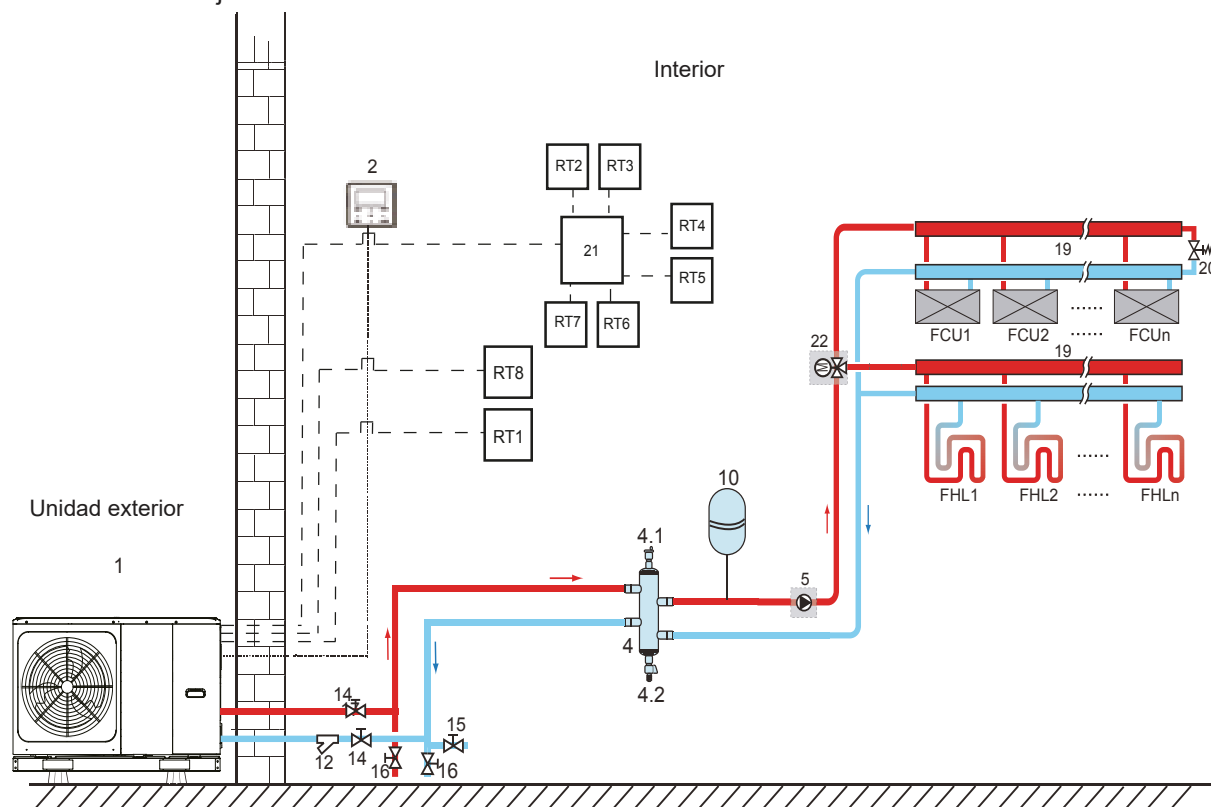 Interior
2
RT2
RT3
RT4
21
RT5
RT7
RT6
19
20
FCU1
FCU2
......
......
FCUn
22
19
RT8
RT1
FHL1
FHL2
......
......
FHLn
Unidad exterior
1
10
4.1
5
4
4.2
14
15
12
14
16
16